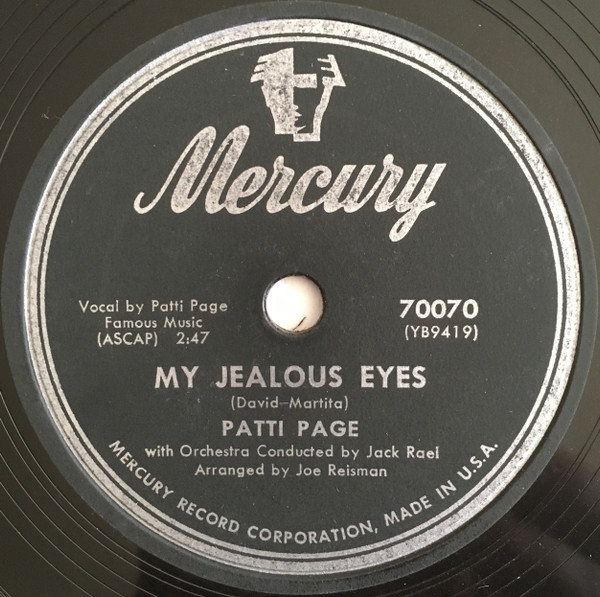 Mercury
Vocal by Patti Page
Famous Music
(ASCAP) 2:47
70070
(YB9419)
MY JEALOUS EYES
(David-Martita)
PATTI PAGE
with Orchestra Conducted by Jack Rael
Arranged by Joe Reisman
MERCURY RECORD CORPORATION, MADE IN U.S.A.